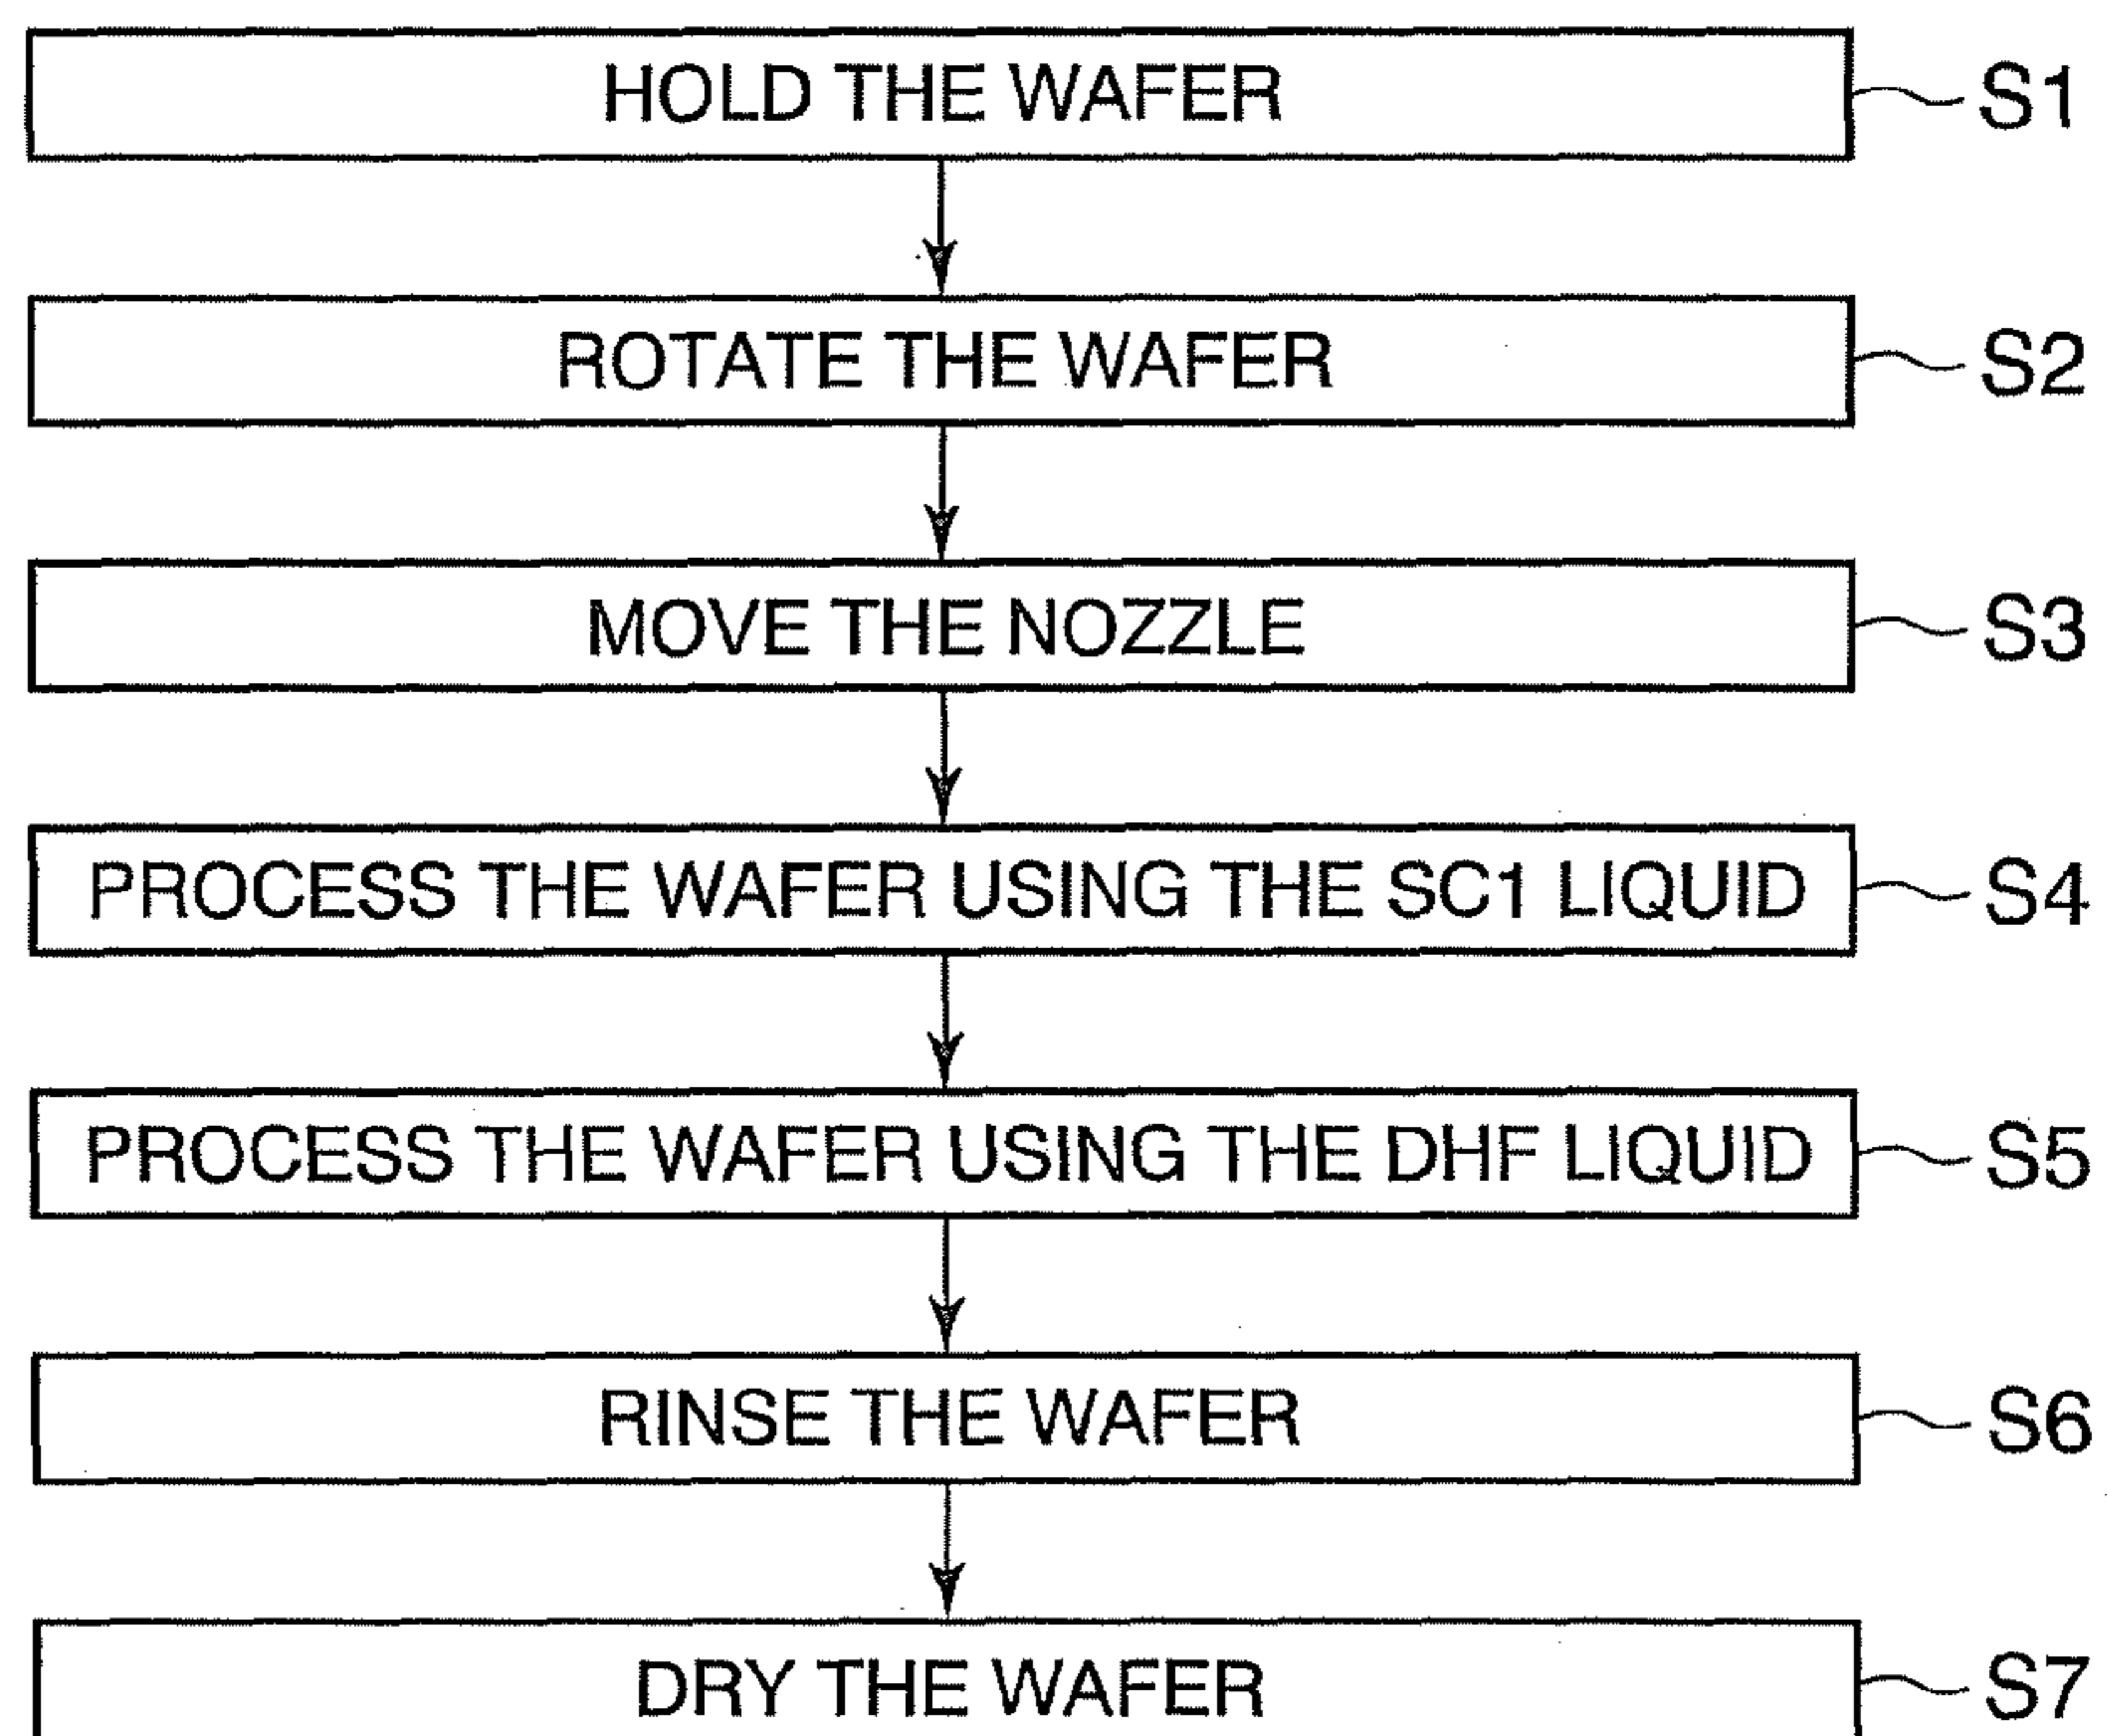 HOLD THE WAFER S1
ROTATE THE WAFER S2
MOVE THE NOZZLE S3
PROCESS THE WAFER USING THE SC1 LIQUID S4
PROCESS THE WAFER USING THE DHF LIQUID S5
RINSE THE WAFER S6
DRY THE WAFER S7